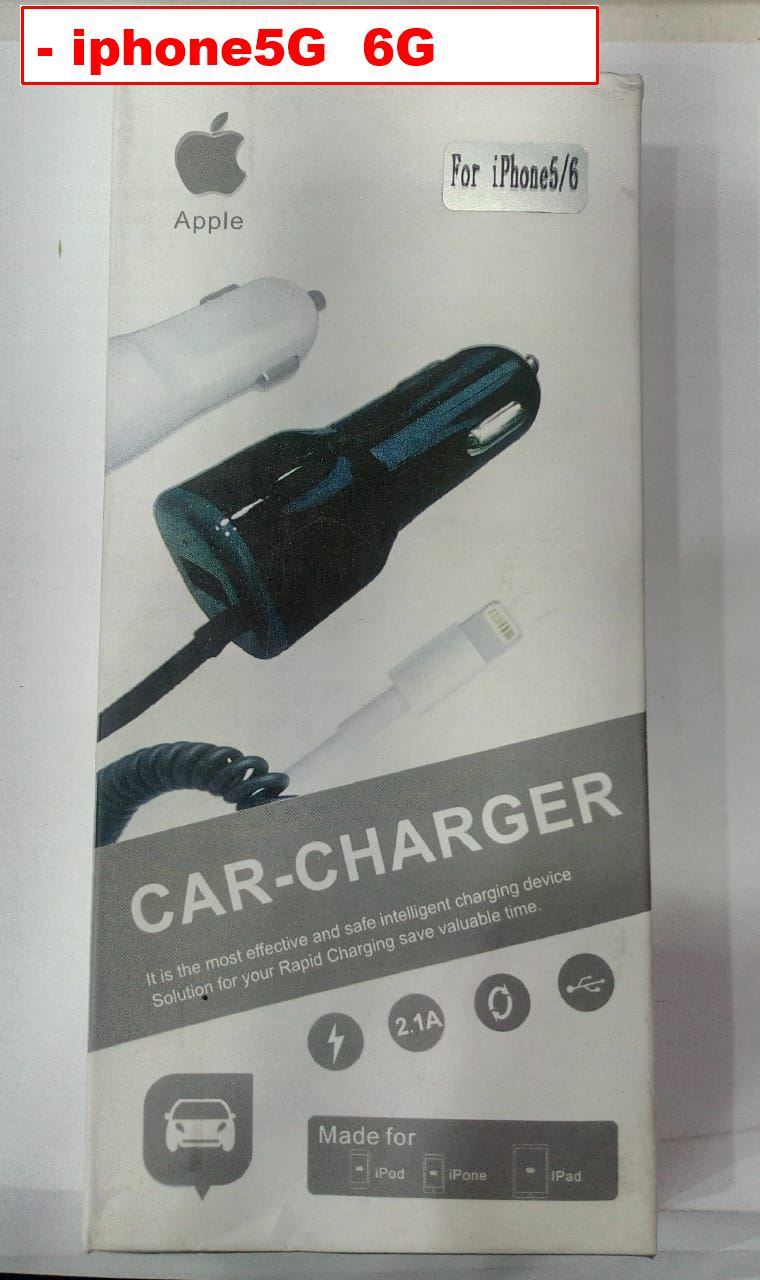 - iphone5G 6G
Apple
For iPhone5/6
CAR-CHARGER
It is the most effective and safe intelligent charging device
Solution for your Rapid Charging save valuable time.
2.1A
Made for
iPod
iPone
IPad